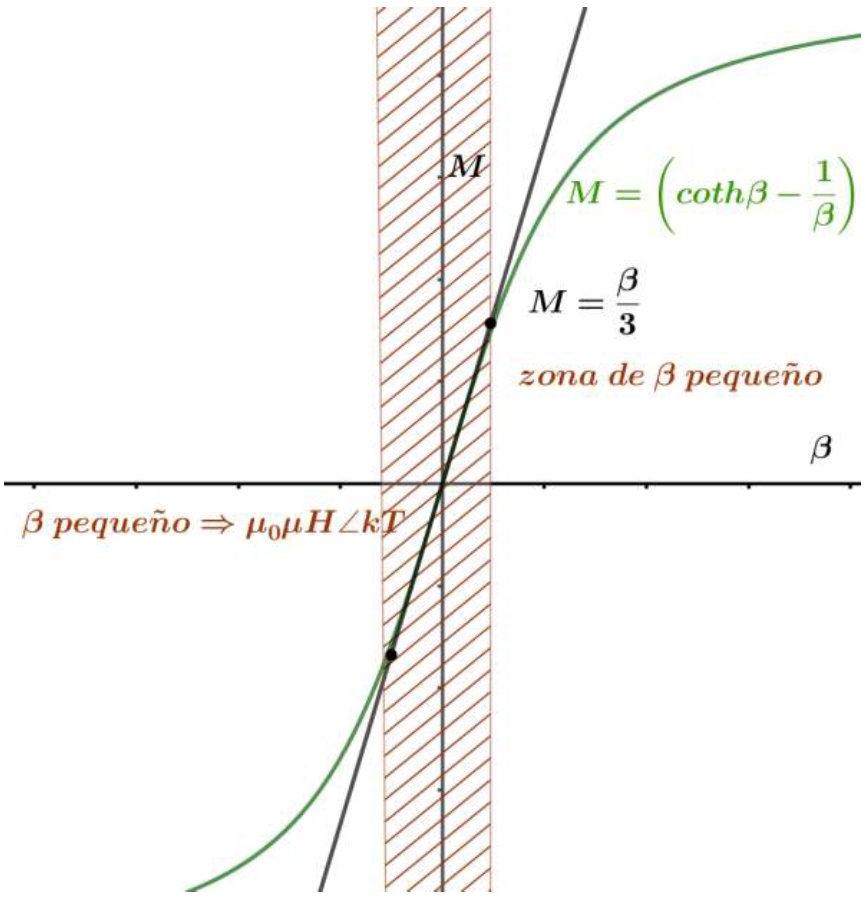 M
M = (cothβ − 1/β)
M = β/3
zona de β pequeño
β
β pequeño ⇒ μ₀μH∠kT